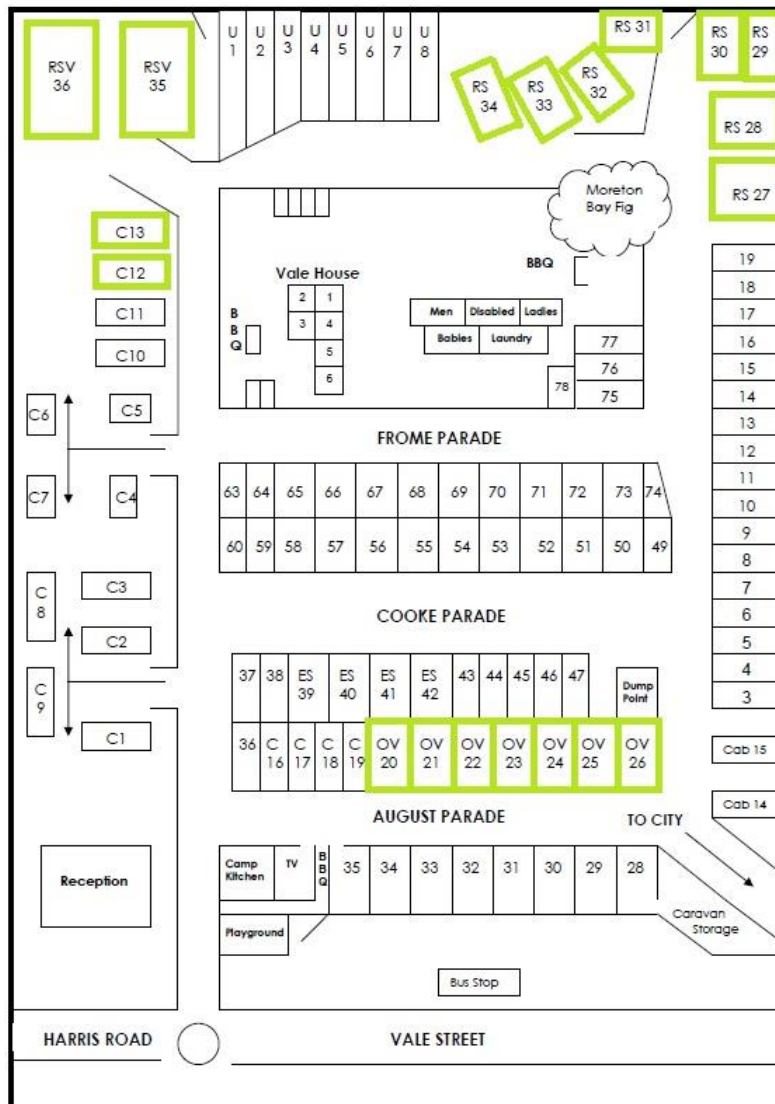 RSV 36
RSV 35
U 1
U 2
U 3
U 4
U 5
U 6
U 7
U 8
RS 34
RS 33
RS 32
RS 31
RS 30
RS 29
RS 28
RS 27
Moreton Bay Fig
C13
C12
C11
C10
C5
C6
C7
C4
C 8
C3
C2
C 9
C1
Vale House
2 1
3 4
5
6
BBQ
BBQ
Men Disabled Ladies
Babies Laundry
77
76
75
78
19
18
17
16
15
14
13
12
11
10
9
8
7
6
5
4
3
FROME PARADE
63 64 65 66 67 68 69 70 71 72 73 74
60 59 58 57 56 55 54 53 52 51 50 49
COOKE PARADE
37 38 ES 39 ES 40 ES 41 ES 42 43 44 45 46 47
Dump Point
36 C 16 C 17 C 18 C 19 OV 20 OV 21 OV 22 OV 23 OV 24 OV 25 OV 26
Cab 15
Cab 14
AUGUST PARADE
TO CITY
Reception
Camp Kitchen
TV
BBQ
35 34 33 32 31 30 29 28
Playground
Caravan Storage
Bus Stop
HARRIS ROAD
VALE STREET